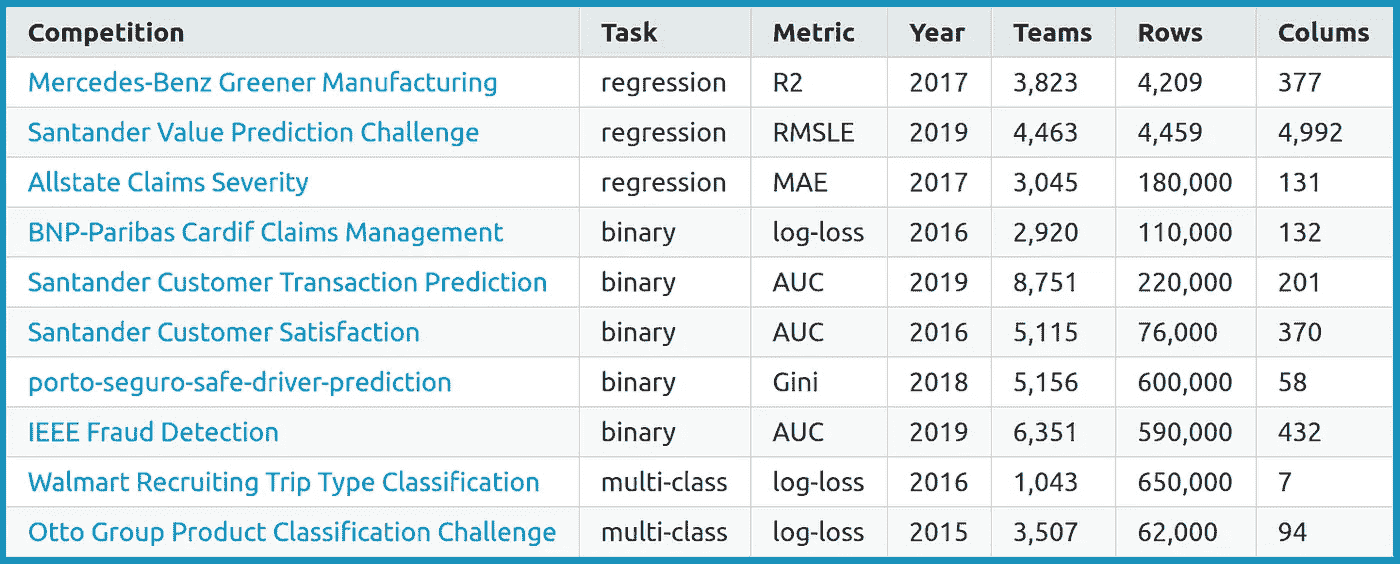 Competition Task Metric Year Teams Rows Colums
Mercedes-Benz Greener Manufacturing regression R2 2017 3,823 4,209 377
Santander Value Prediction Challenge regression RMSLE 2019 4,463 4,459 4,992
Allstate Claims Severity regression MAE 2017 3,045 180,000 131
BNP-Paribas Cardif Claims Management binary log-loss 2016 2,920 110,000 132
Santander Customer Transaction Prediction binary AUC 2019 8,751 220,000 201
Santander Customer Satisfaction binary AUC 2016 5,115 76,000 370
porto-seguro-safe-driver-prediction binary Gini 2018 5,156 600,000 58
IEEE Fraud Detection binary AUC 2019 6,351 590,000 432
Walmart Recruiting Trip Type Classification multi-class log-loss 2016 1,043 650,000 7
Otto Group Product Classification Challenge multi-class log-loss 2015 3,507 62,000 94